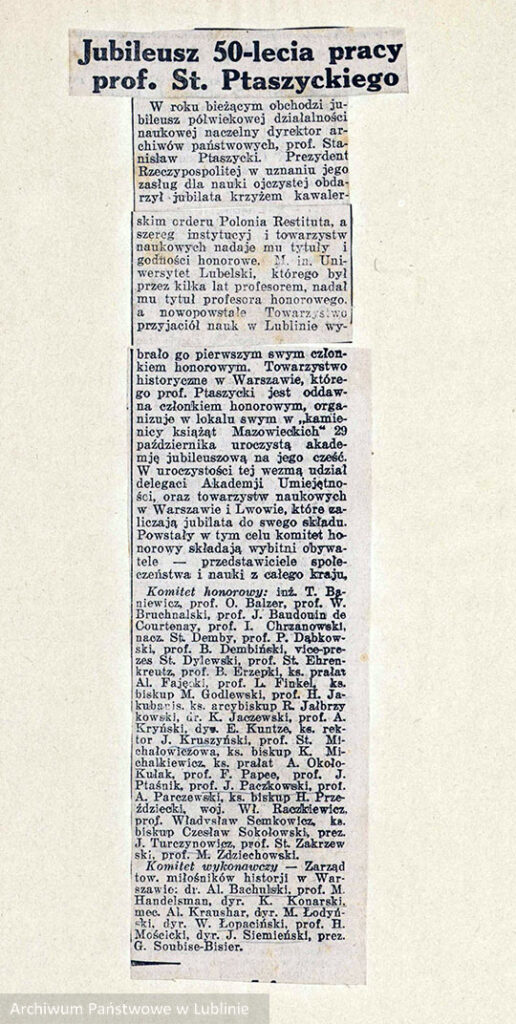 Jubileusz 50-lecia pracy
prof. St. Ptaszyckiego
W roku bieżącym obchodzi ju-
bileusz półwiekowej działalności
naukowej naczelny dyrektor ar-
chiwów państwowych, prof. Sta-
nisław Ptaszycki. Prezydent
Rzeczypospolitej w uznaniu jego
zasług dla nauki ojczystej obda-
rzył jubilata krzyżem kawaler-
skim orderu Polonia Restituta, a
szereg instytucyj i towarzystw
naukowych nadaje mu tytuły i
godności honorowe. M. in. Uni-
wersytet Lubelski, którego był
przez kilka lat profesorem, nadał
mu tytuł profesora honorowego,
a nowopowstałe Towarzystwo
przyjaciół nauk w Lublinie wy-
brało go pierwszym swym człon-
kiem honorowym. Towarzystwo
historyczne w Warszawie, które-
go prof. Ptaszycki jest oddaw-
na członkiem honorowym, orga-
nizuje w lokalu swym w „kamie-
nicy książąt Mazowieckich" 29
października uroczystą akade-
mję jubileuszową na jego cześć.
W uroczystości tej wezmą udział
delegaci Akademji Umiejętno-
ści, oraz towarzystw naukowych
w Warszawie i Lwowie, które za-
liczają jubilata do swego składu.
Powstały w tym celu komitet ho-
norowy składają wybitni obywa-
tele — przedstawiciele społe-
czeństwa i nauki z całego kraju.
Komitet honorowy: inż. T. Ba-
niewicz, prof. O. Balzer, prof. W.
Bruchnalski, prof. J. Baudouin de
Courtenay, prof. I. Chrzanowski,
nacz. St. Demby, prof. P. Dąbkow-
ski, prof. B. Dembiński, vice-pre-
zes St. Dylewski, prof. St. Ehren-
kreutz, prof. B. Erzepki, ks. prałat
Al. Fajęcki, prof. L. Finkel, ks.
biskup M. Godlewski, prof. H. Ja-
kubanis, ks. arcybiskup R. Jałbrzy
kowski, dr. K. Jaczewski, prof. A.
Kryński, dyr. E. Kuntze, ks. rek-
tor J. Kruszyński, prof. St. Mi-
chałowiczowa, ks. biskup K. Mi-
chalkiewicz, ks. prałat A. Około-
Kułak, prof. F. Papee, prof. J.
Ptaśnik, prof. J. Paczkowski, prof.
A. Parczewski, ks. biskup H. Prze-
ździecki, woj. Wł. Raczkiewicz,
prof. Władysław Semkowicz, ks.
biskup Czesław Sokołowski, prez.
J. Turczynowicz, prof. St. Zakrzew
ski, prof. M. Zdziechowski.
Komitet wykonawczy — Zarząd
tow. miłośników historji w War-
szawie: dr. Al. Bachulski, prof. M.
Handelsman, dyr. K. Konarski,
mec. Al. Kraushar, dyr. M. Łodyń-
ski, dyr. W. Łopaciński, prof. H.
Mościcki, dyr. J. Siemieński, prez.
G. Soubise-Bisier.
Archiwum Państwowe w Lublinie